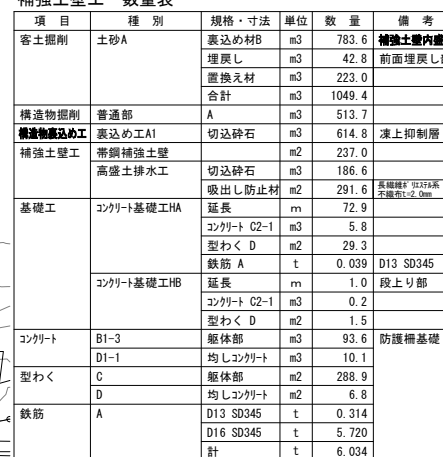 補強土壁工 数量表
項 目 種 別 規格・寸法 単位 数 量 備 考
客土掘削 土砂A 裏込め材B m3 783.6 補強土壁内盛
埋戻し m3 42.8 前面埋戻し
置換え材 m3 223.0
合計 m3 1049.4
構造物掘削 普通部 A m3 513.7
構造物裏込め工 裏込め工A1 切込砕石 m3 614.8 凍上抑制層
補強土壁工 帯鋼補強土壁 m2 237.0
高盛土排水工 切込砕石 m3 186.6
吸出し防止材 m2 291.6 長繊維ﾎﾟﾘｴｽﾃﾙ系
不織布t=2.0mm
基礎工 ｺﾝｸﾘｰﾄ基礎工HA 延長 m 72.9
ｺﾝｸﾘｰﾄ C2-1 m3 5.8
型わく D m2 29.3
鉄筋 A t 0.039 D13 SD345
ｺﾝｸﾘｰﾄ基礎工HB 延長 m 1.0 段上り部
ｺﾝｸﾘｰﾄ C2-1 m3 0.2
型わく D m2 1.5
ｺﾝｸﾘｰﾄ B1-3 躯体部 m3 93.6 防護柵基礎
D1-1 均しｺﾝｸﾘｰﾄ m3 10.1
型わく C 躯体部 m2 288.9
D 均しｺﾝｸﾘｰﾄ m2 6.8
鉄筋 A D13 SD345 t 0.314
D16 SD345 t 5.720
計 t 6.034